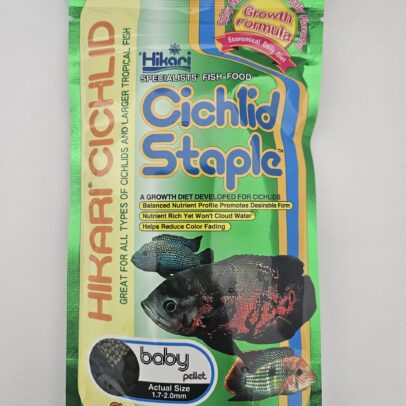 Growth
Formula
Economical Daily Diet
Hikari
SPECIALISTS' FISH FOOD
Cichlid
Staple™
A GROWTH DIET DEVELOPED FOR CICHLIDS
Balanced Nutrient Profile Promotes Desirable Form
Nutrient Rich Yet Won't Cloud Water
Helps Reduce Color Fading
HIKARI® CICHLID
GREAT FOR ALL TYPES OF CICHLIDS AND LARGER TROPICAL FISH
baby
pellet
Actual Size
1.7-2.0mm